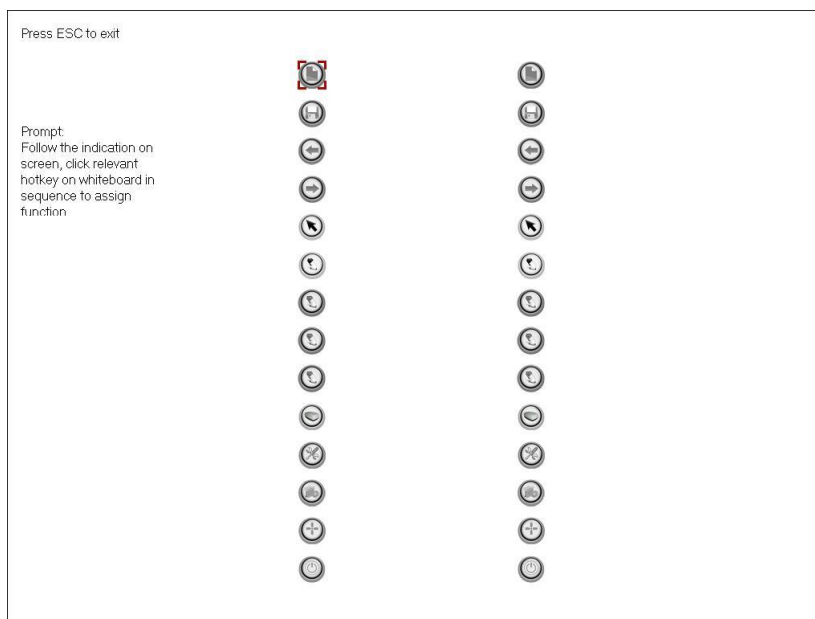 Press ESC to exit
Prompt:
Follow the indication on
screen, click relevant
hotkey on whiteboard in
sequence to assign
function